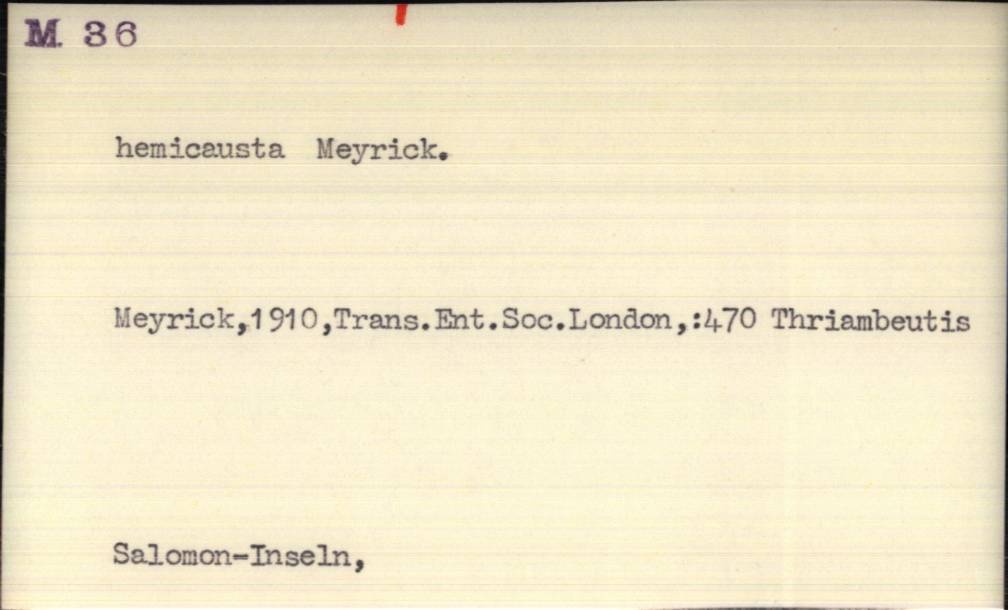 M. 36
hemicausta Meyrick.
Meyrick,1910,Trans.Ent.Soc.London,:470 Thriambeutis
Salomon-Inseln,